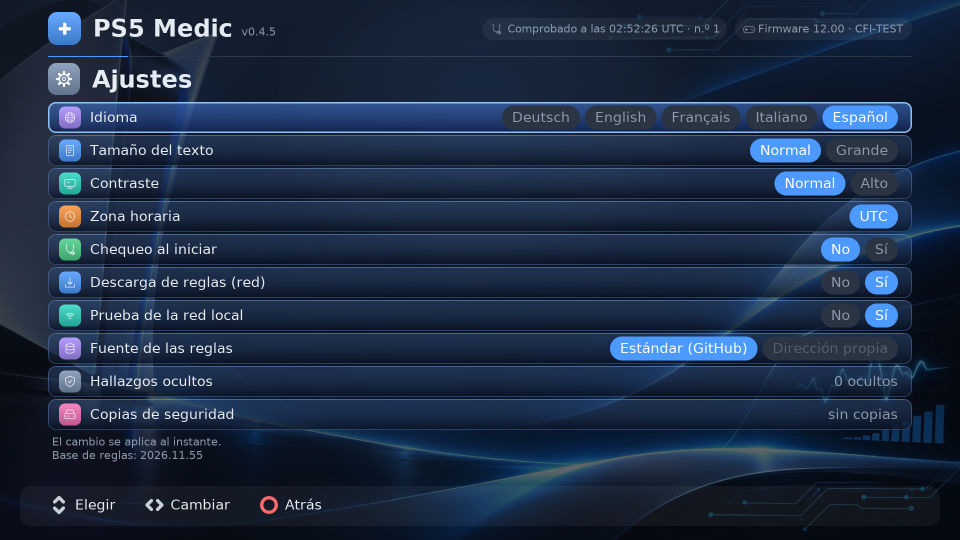 PS5 Medic v0.4.5
Comprobado a las 02:52:26 UTC · n.º 1
Firmware 12.00 · CFI-TEST
Ajustes
Idioma Deutsch English Français Italiano Español
Tamaño del texto Normal Grande
Contraste Normal Alto
Zona horaria UTC
Chequeo al iniciar No Sí
Descarga de reglas (red) No Sí
Prueba de la red local No Sí
Fuente de las reglas Estándar (GitHub) Dirección propia
Hallazgos ocultos 0 ocultos
Copias de seguridad sin copias
El cambio se aplica al instante.
Base de reglas: 2026.11.55
Elegir Cambiar Atrás